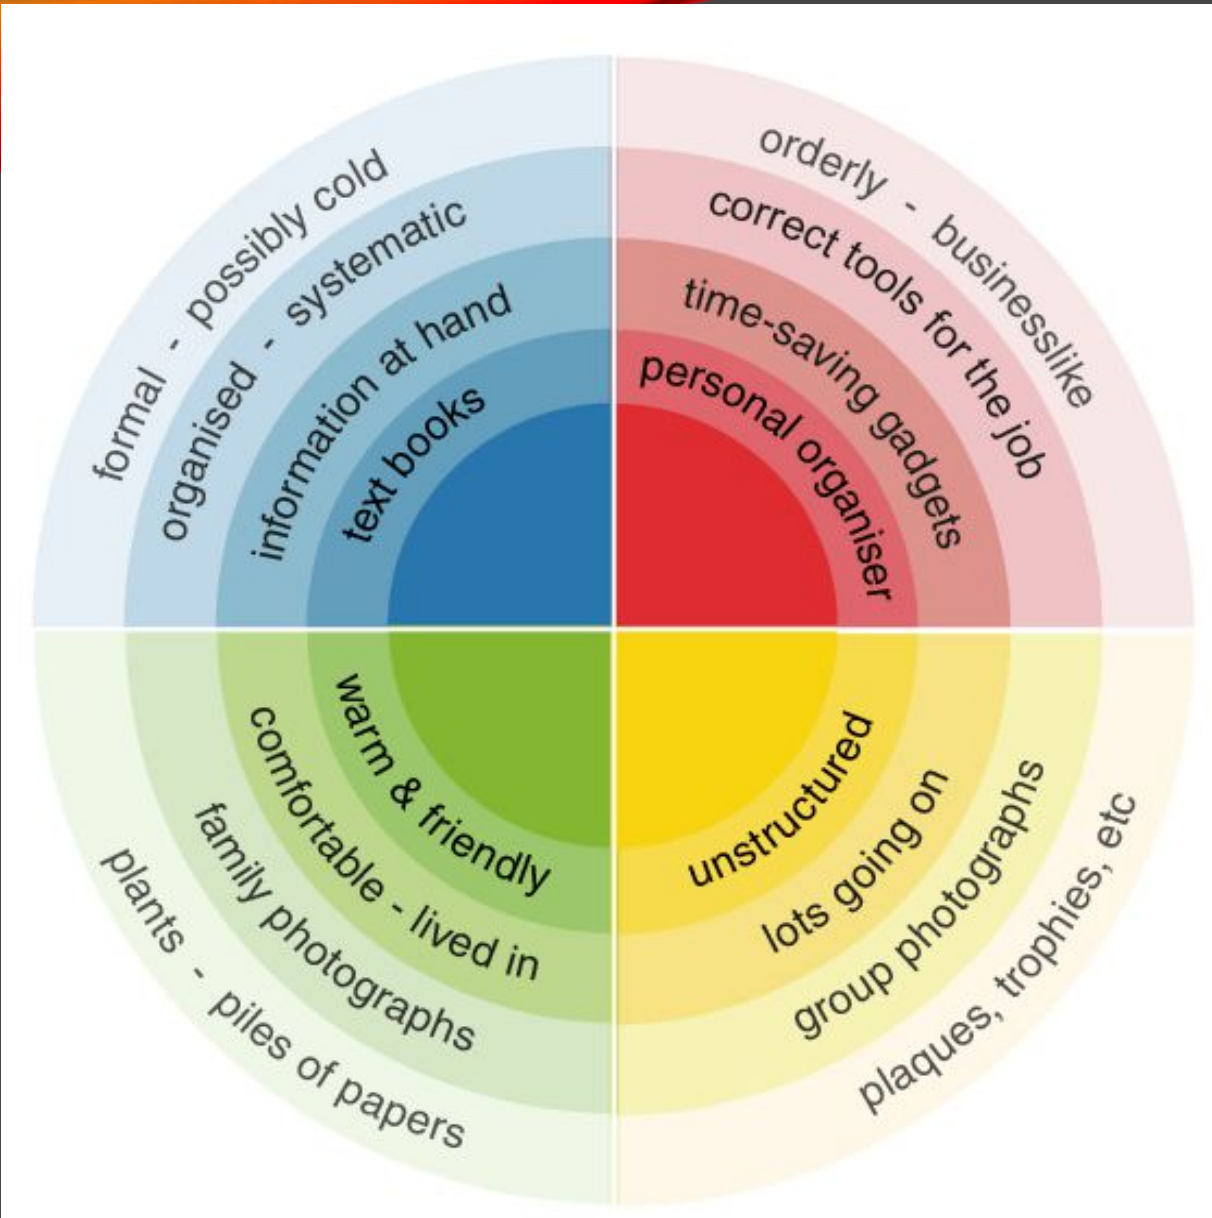 formal - possibly cold
organised - systematic
information at hand
text books
orderly - businesslike
correct tools for the job
time-saving gadgets
personal organiser
warm & friendly
comfortable - lived in
family photographs
plants - piles of papers
unstructured
lots going on
group photographs
plaques, trophies, etc